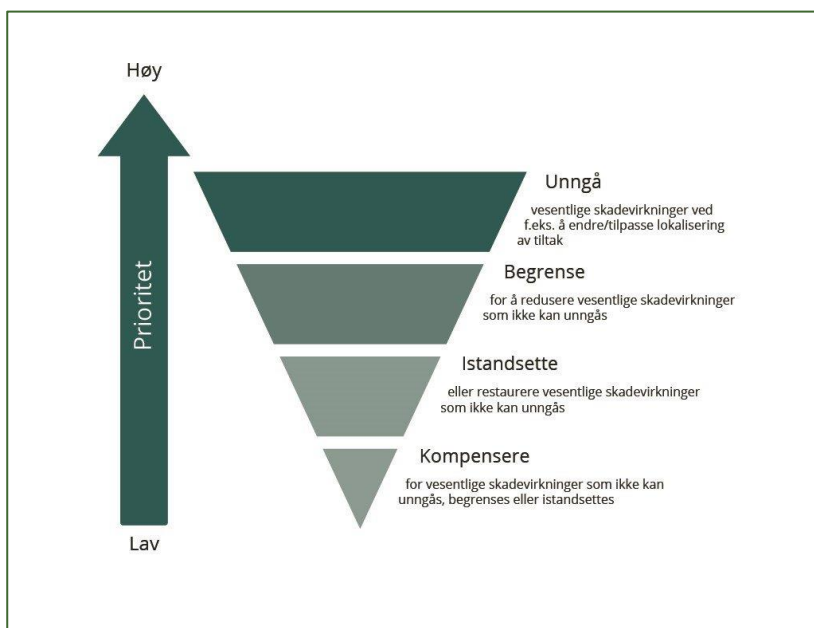 Høy
Prioritet
Lav
Unngå
vesentlige skadevirkninger ved
f.eks. å endre/tilpasse lokalisering
av tiltak
Begrense
for å redusere vesentlige skadevirkninger
som ikke kan unngås
Istandsette
eller restaurere vesentlige skadevirkninger
som ikke kan unngås
Kompensere
for vesentlige skadevirkninger som ikke kan
unngås, begrenses eller istandsettes